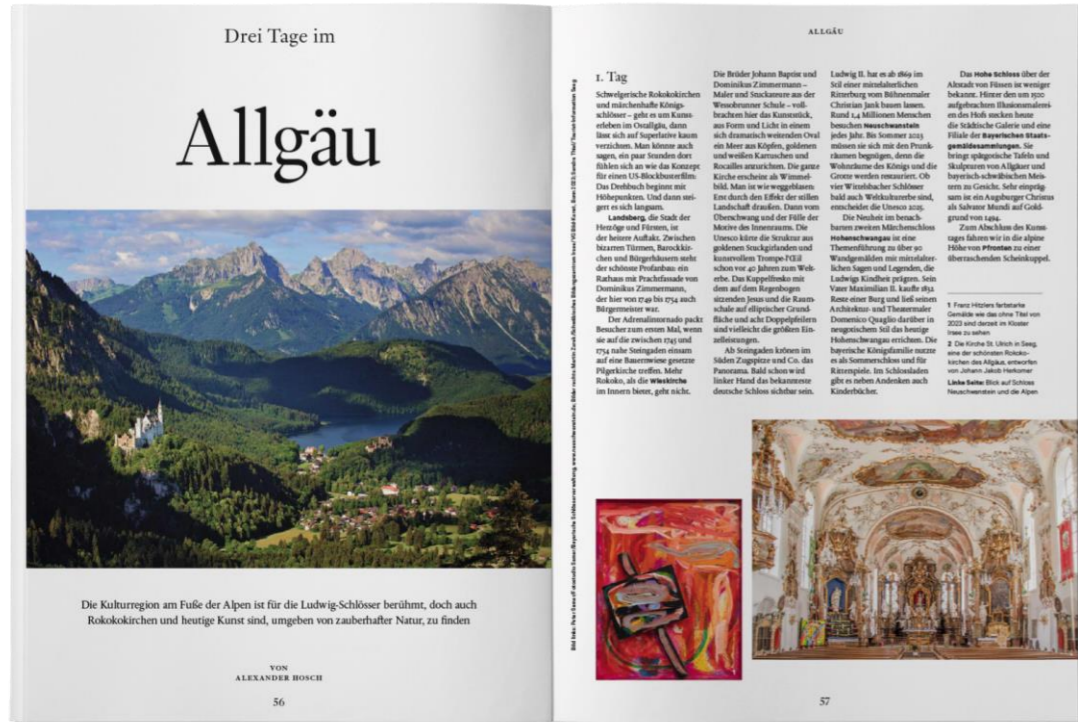 Drei Tage im
Allgäu
Die Kulturregion am Fuße der Alpen ist für die Ludwig-Schlösser berühmt, doch auch
Rokokokirchen und heutige Kunst sind, umgeben von zauberhafter Natur, zu finden
VON
ALEXANDER HOSCH
56
ALLGÄU
1. Tag
Schwelgerische Rokokokirchen
und märchenhafte Königs-
schlösser – geht es um Kunst-
erleben im Ostallgäu, dann
lässt sich auf Superlative kaum
verzichten. Man könnte auch
sagen, ein paar Stunden dort
fühlen sich an wie das Konzept
für einen US-Blockbusterfilm:
Das Drehbuch beginnt mit
Höhepunkten. Und dann stei-
gert es sich langsam.
Landsberg, die Stadt der
Herzöge und Fürsten, ist
der heitere Auftakt. Zwischen
bizarren Türmen, Barockkir-
chen und Bürgerhäusern steht
der schönste Profanbau: ein
Rathaus mit Prachtfassade von
Dominikus Zimmermann,
der hier von 1749 bis 1754 auch
Bürgermeister war.
Der Adrenalintornado packt
Besucher zum ersten Mal, wenn
sie auf die zwischen 1745 und
1754 nahe Steingaden einsam
auf eine Bauernwiese gesetzte
Pilgerkirche treffen. Mehr
Rokoko, als die Wieskirche
im Innern bietet, geht nicht.
Die Brüder Johann Baptist und
Dominikus Zimmermann –
Maler und Stuckateure aus der
Wessobrunner Schule – voll-
brachten hier das Kunststück,
aus Form und Licht in einem
sich dramatisch weitenden Oval
ein Meer aus Köpfen, goldenen
und weißen Kartuschen und
Rocailles anzurichten. Die ganze
Kirche erscheint als Wimmel-
bild. Man ist wie weggeblasen:
Erst durch den Effekt der stillen
Landschaft draußen. Dann vom
Überschwang und der Fülle der
Motive des Innenraums. Die
Unesco kürte die Struktur aus
goldenen Stuckgirlanden und
kunstvollem Trompe-l'Œil
schon vor 40 Jahren zum Welt-
erbe. Das Kuppelfresko mit
dem auf dem Regenbogen
sitzenden Jesus und die Raum-
schale auf elliptischer Grund-
fläche und acht Doppelpfeilern
sind vielleicht die größten Ein-
zelleistungen.
Ab Steingaden krönen im
Süden Zugspitze und Co. das
Panorama. Bald schon wird
linker Hand das bekannteste
deutsche Schloss sichtbar sein.
Ludwig II. hat es ab 1869 im
Stil einer mittelalterlichen
Ritterburg vom Bühnenmaler
Christian Jank bauen lassen.
Rund 1,4 Millionen Menschen
besuchen Neuschwanstein
jedes Jahr. Bis Sommer 2025
müssen sie sich mit den Prunk-
räumen begnügen, denn die
Wohnräume des Königs und die
Grotte werden restauriert. Ob
vier Wittelsbacher Schlösser
bald auch Weltkulturerbe sind,
entscheidet die Unesco 2025.
Die Neuheit im benach-
barten zweiten Märchenschloss
Hohenschwangau ist eine
Themenführung zu über 90
Wandgemälden mit mittelalter-
lichen Sagen und Legenden, die
Ludwigs Kindheit prägten. Sein
Vater Maximilian II. kaufte 1832
Reste einer Burg und ließ seinen
Architektur- und Theatermaler
Domenico Quaglio darüber in
neugotischem Stil das heutige
Hohenschwangau errichten. Die
bayerische Königsfamilie nutzte
es als Sommerschloss und für
Ritterspiele. Im Schlossladen
gibt es neben Andenken auch
Kinderbücher.
Das Hohe Schloss über der
Altstadt von Füssen ist weniger
bekannt. Hinter den um 1500
aufgebrachten Illusionsmalerei-
en des Hofs stecken heute
die Städtische Galerie und eine
Filiale der Bayerischen Staats-
gemäldesammlungen. Sie
bringt spätgotische Tafeln und
Skulpturen von Allgäuer und
bayerisch-schwäbischen Meis-
tern zu Gesicht. Sehr einpräg-
sam ist ein Augsburger Christus
als Salvator Mundi auf Gold-
grund von 1494.
Zum Abschluss des Kunst-
tages fahren wir in die alpine
Höhe von Pfronten zu einer
überraschenden Scheinkuppel.
1 Franz Hitzlers farbstarke
Gemälde wie das ohne Titel von
2023 sind derzeit im Kloster
Irsee zu sehen
2 Die Kirche St. Ulrich in Seeg,
eine der schönsten Rokoko-
kirchen des Allgäus, entworfen
von Johann Jakob Herkomer
Linke Seite: Blick auf Schloss
Neuschwanstein und die Alpen
57